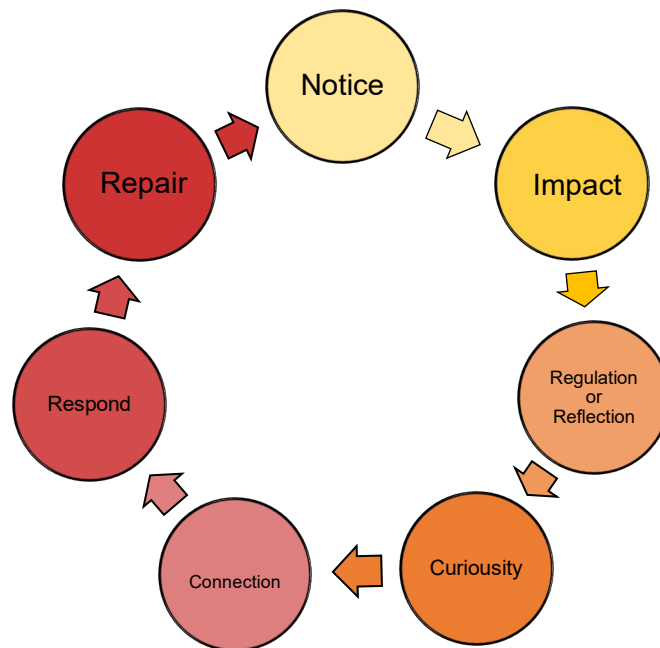 Notice
Impact
Regulation
or
Reflection
Curiousity
Connection
Respond
Repair